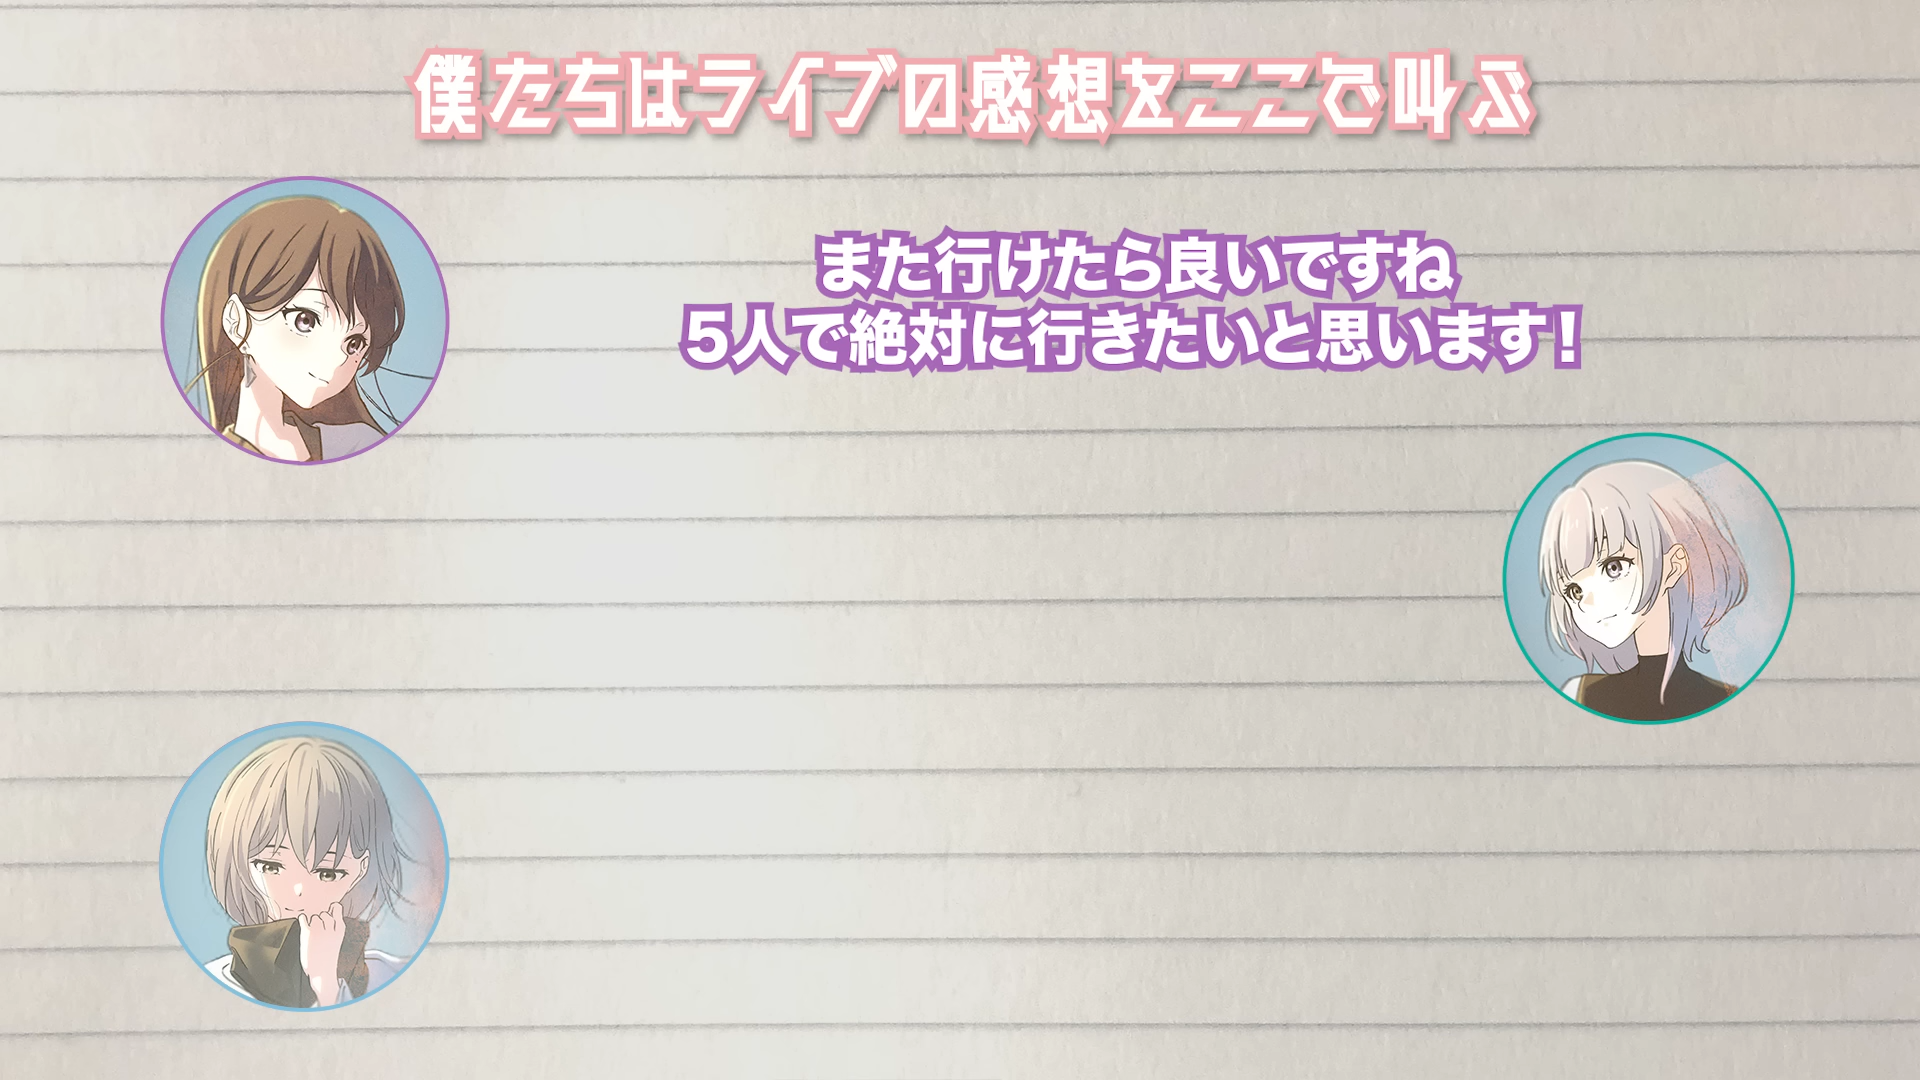 僕たちはライブの感想をここで叫ぶ
また行けたら良いですね
5人で絶対に行きたいと思います!